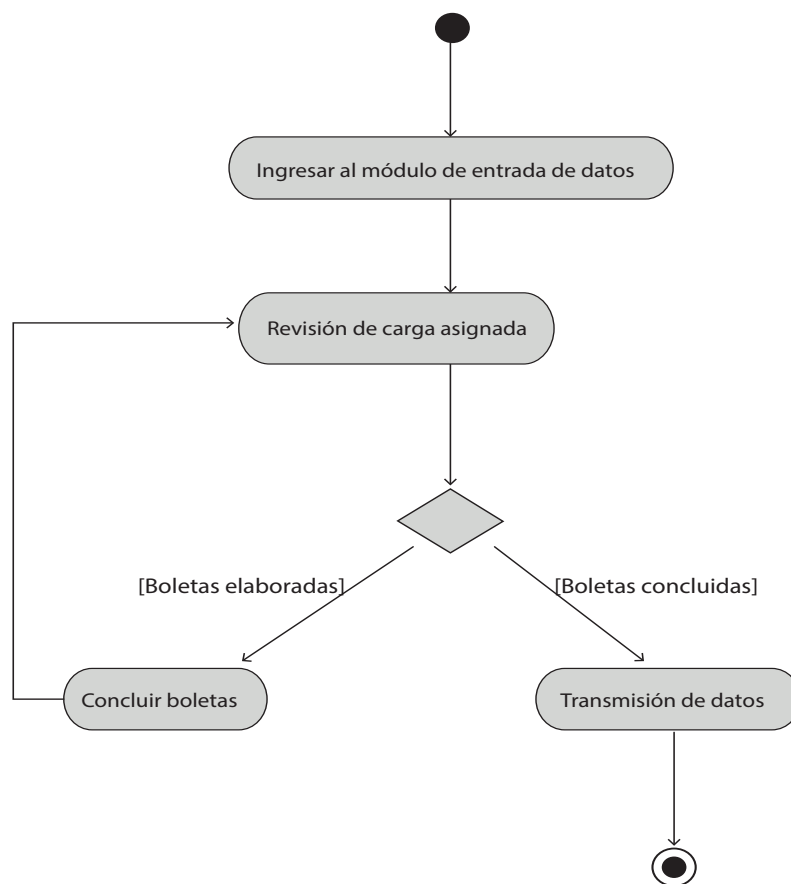 Ingresar al módulo de entrada de datos
Revisión de carga asignada
[Boletas elaboradas]
[Boletas concluidas]
Concluir boletas
Transmisión de datos